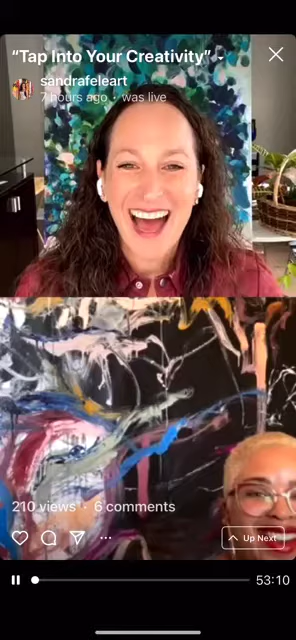 “Tap Into Your Creativity”
sandrafeleart
7 hours ago · was live
210 views · 6 comments
Up Next
53:10